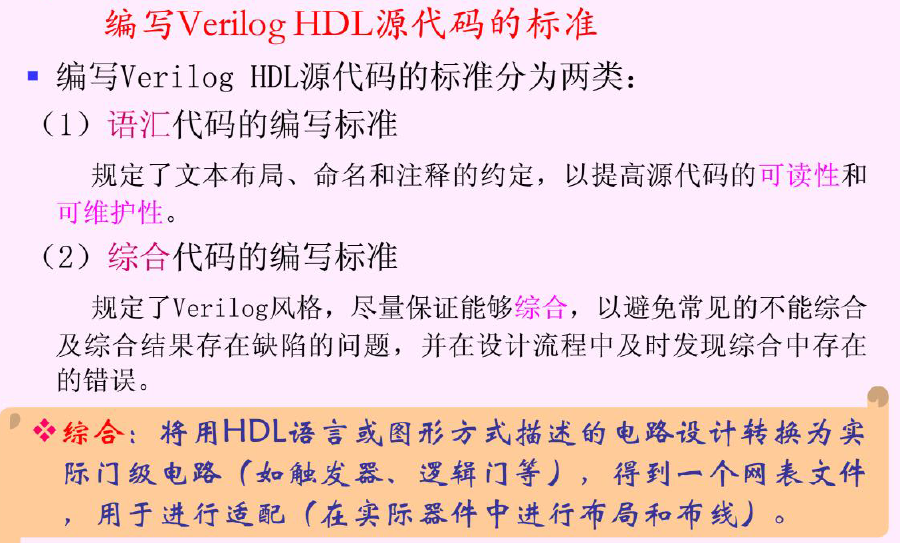 编写Verilog HDL源代码的标准
编写Verilog HDL源代码的标准分为两类：
（1）语汇代码的编写标准
规定了文本布局、命名和注释的约定，以提高源代码的可读性和
可维护性。
（2）综合代码的编写标准
规定了Verilog风格，尽量保证能够综合，以避免常见的不能综合
及综合结果存在缺陷的问题，并在设计流程中及时发现综合中存在
的错误。
综合：将用HDL语言或图形方式描述的电路设计转换为实
际门级电路（如触发器、逻辑门等），得到一个网表文件
，用于进行适配（在实际器件中进行布局和布线）。